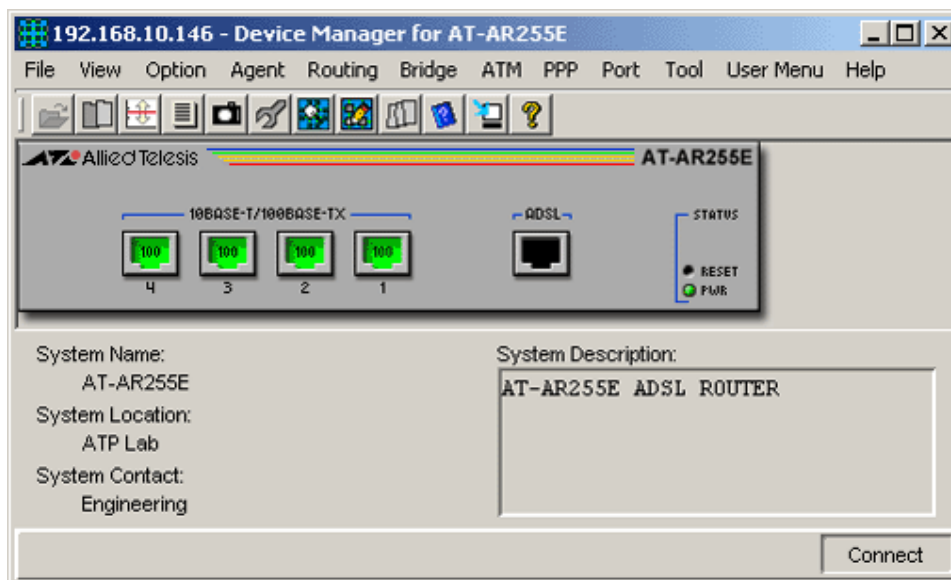 192.168.10.146 - Device Manager for AT-AR255E
File View Option Agent Routing Bridge ATM PPP Port Tool User Menu Help
Allied Telesis
AT-AR255E
10BASE-T/100BASE-TX
ADSL
STATUS
100 100 100 100
RESET
4 3 2 1
PWR
System Name:
AT-AR255E
System Location:
ATP Lab
System Contact:
Engineering
System Description:
AT-AR255E ADSL ROUTER
Connect